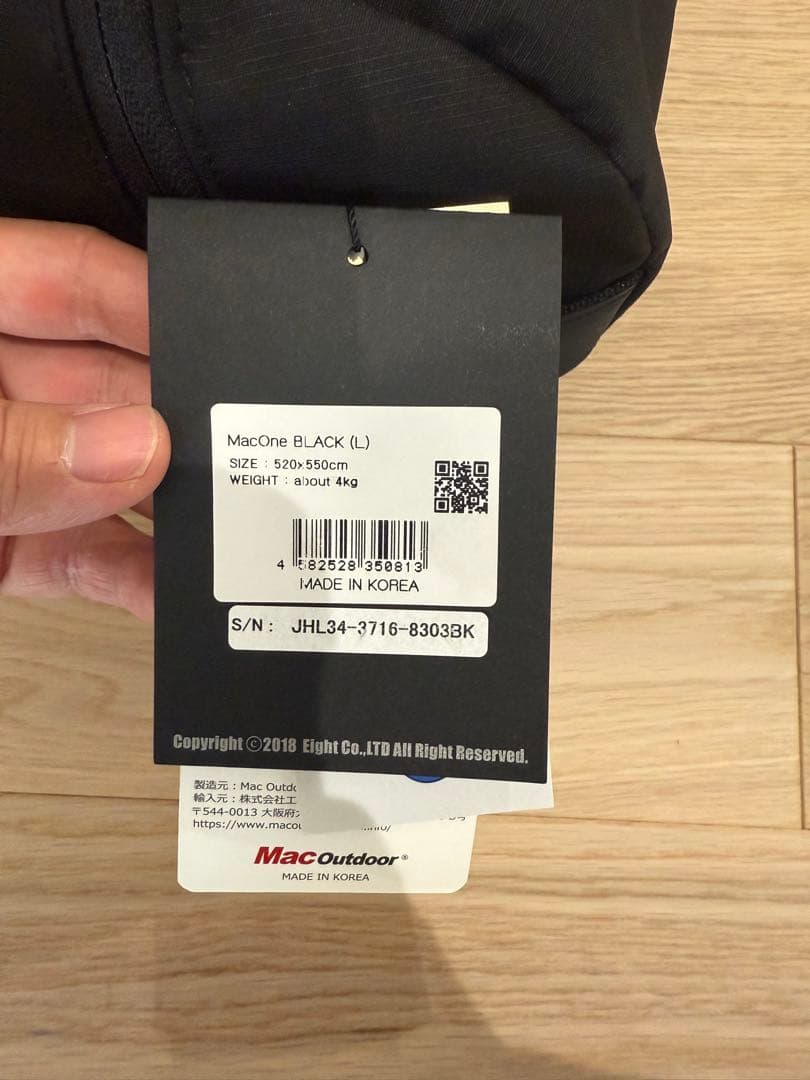 MacOne BLACK (L)
SIZE : 520×550cm
WEIGHT : about 4kg
4 582528 350813
MADE IN KOREA
S/N : JHL34-3716-8303BK
Copyright ©2018 Eight Co.,LTD All Right Reserved.
製造元：Mac Outdo
輸入元：株式会社エ
〒544-0013 大阪府
https://www.macou
Mac Outdoor®
MADE IN KOREA